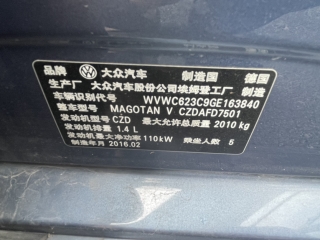 品牌 大众汽车 制造国 德国
生产厂 大众汽车股份公司埃姆登工厂 制造
车辆识别代号 WVWC623C9GE163840
整车型号 MAGOTAN V CZDAFD7501
发动机型号 CZD 最大允许总质量 2010 kg
发动机排量 1.4 L
发动机最大净功率 110kW 乘坐人数 5
制造年月 2016.02